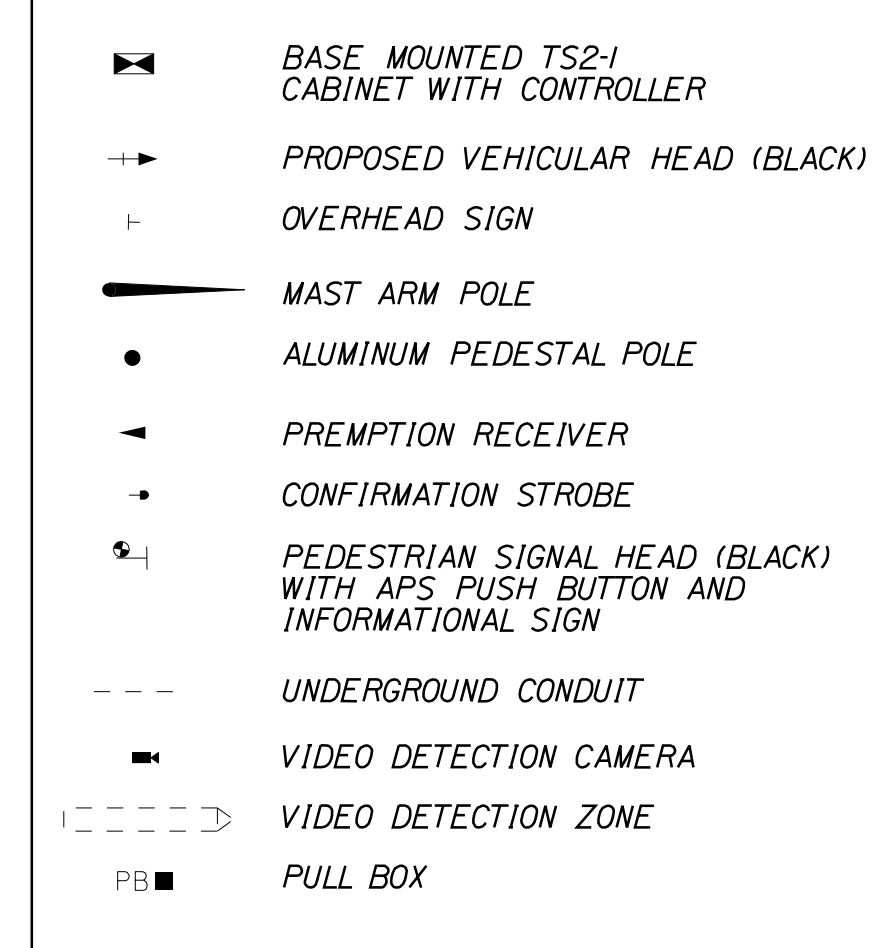 BASE MOUNTED TS2-1
CABINET WITH CONTROLLER
PROPOSED VEHICULAR HEAD (BLACK)
OVERHEAD SIGN
MAST ARM POLE
ALUMINUM PEDESTAL POLE
PREMPTION RECEIVER
CONFIRMATION STROBE
PEDESTRIAN SIGNAL HEAD (BLACK)
WITH APS PUSH BUTTON AND
INFORMATIONAL SIGN
UNDERGROUND CONDUIT
VIDEO DETECTION CAMERA
VIDEO DETECTION ZONE
PB PULL BOX